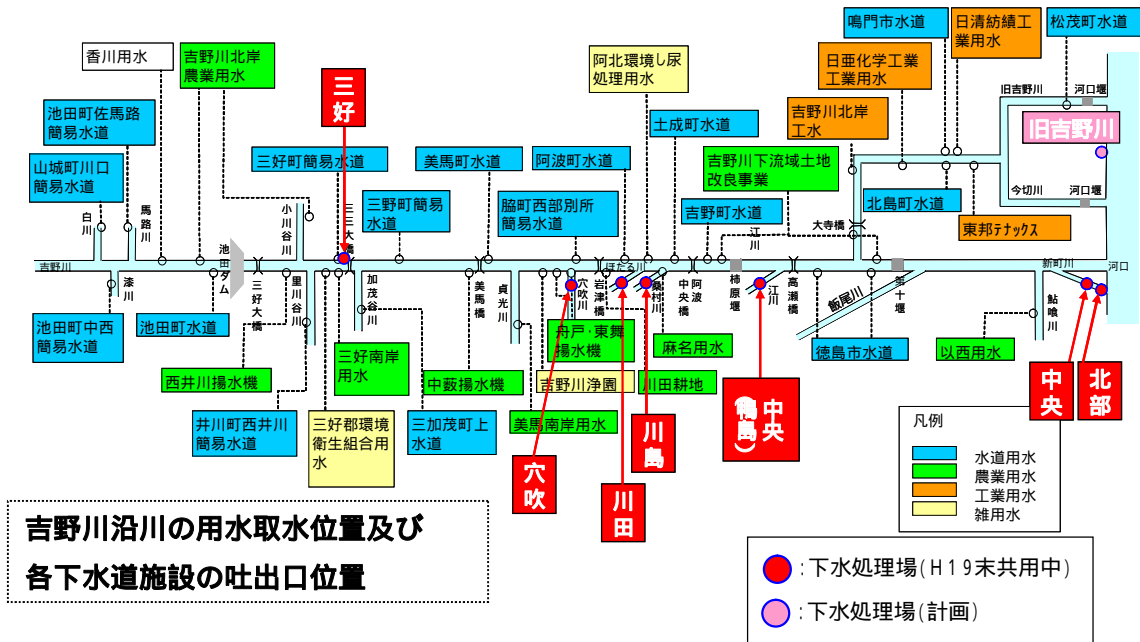 鳴門市水道
日清紡績工
業用水
松茂町水道
香川用水
吉野川北岸
農業用水
三好
阿北環境し尿
処理用水
日亜化学工業
工業用水
旧吉野川
河口堰
旧吉野川
池田町佐馬路
簡易水道
吉野川北岸
工水
土成町水道
山城町川口
簡易水道
三好町簡易水道
美馬町水道
阿波町水道
吉野川下流域土地
改良事業
三野町簡易
水道
脇町西部別所
簡易水道
吉野町水道
北島町水道
東邦テナックス
今切川
河口堰
白川
馬路川
小川谷川
三三大橋
江川
大寺橋
池田ダム
吉野川
ほたる川
新町川
河口
漆川
三好大橋
里川谷川
加茂谷川
美馬橋
貞光川
穴吹川
岩津橋
桑村川
阿波
中央橋
柿原堰
江川
高瀬橋
飯尾川
第十堰
鮎喰川
池田町中西
簡易水道
池田町水道
西井川揚水機
三好南岸
用水
中薮揚水機
舟戸・東舞
揚水機
吉野川浄園
川田耕地
麻名用水
徳島市水道
以西用水
井川町西井川
簡易水道
三好郡環境
衛生組合用
水
三加茂町上
水道
美馬南岸用水
穴吹
川田
川島
中央
(鴨島)
中央
北部
凡例
水道用水
農業用水
工業用水
雑用水
吉野川沿川の用水取水位置及び
各下水道施設の吐出口位置
:下水処理場(H19末共用中)
:下水処理場(計画)